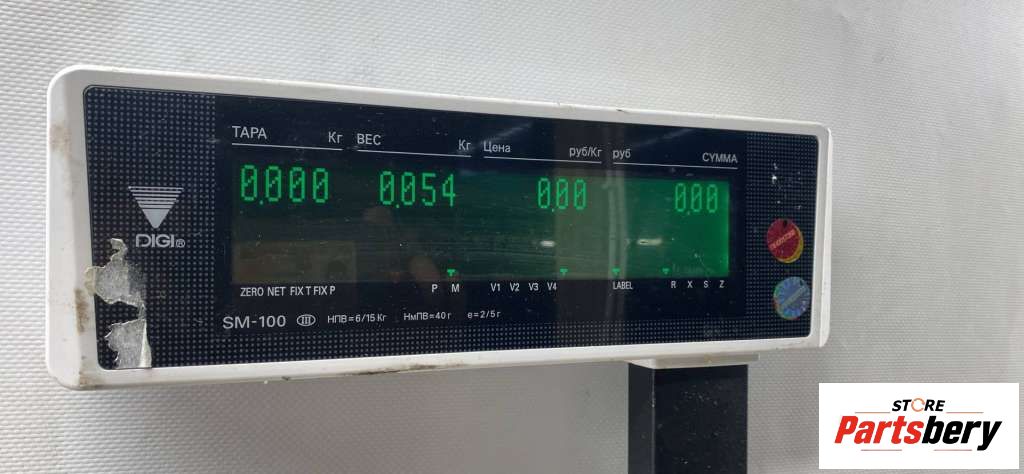 ТАРА Кг ВЕС Кг Цена руб/Кг руб СУММА
0.000 0.054 0.00 0.00
DIGI®
ZERO NET FIX T FIX P P M V1 V2 V3 V4 LABEL R X S Z
SM-100 III НПВ=6/15 Кг НмПВ=40 г e=2/5 г
STORE
Partsbery